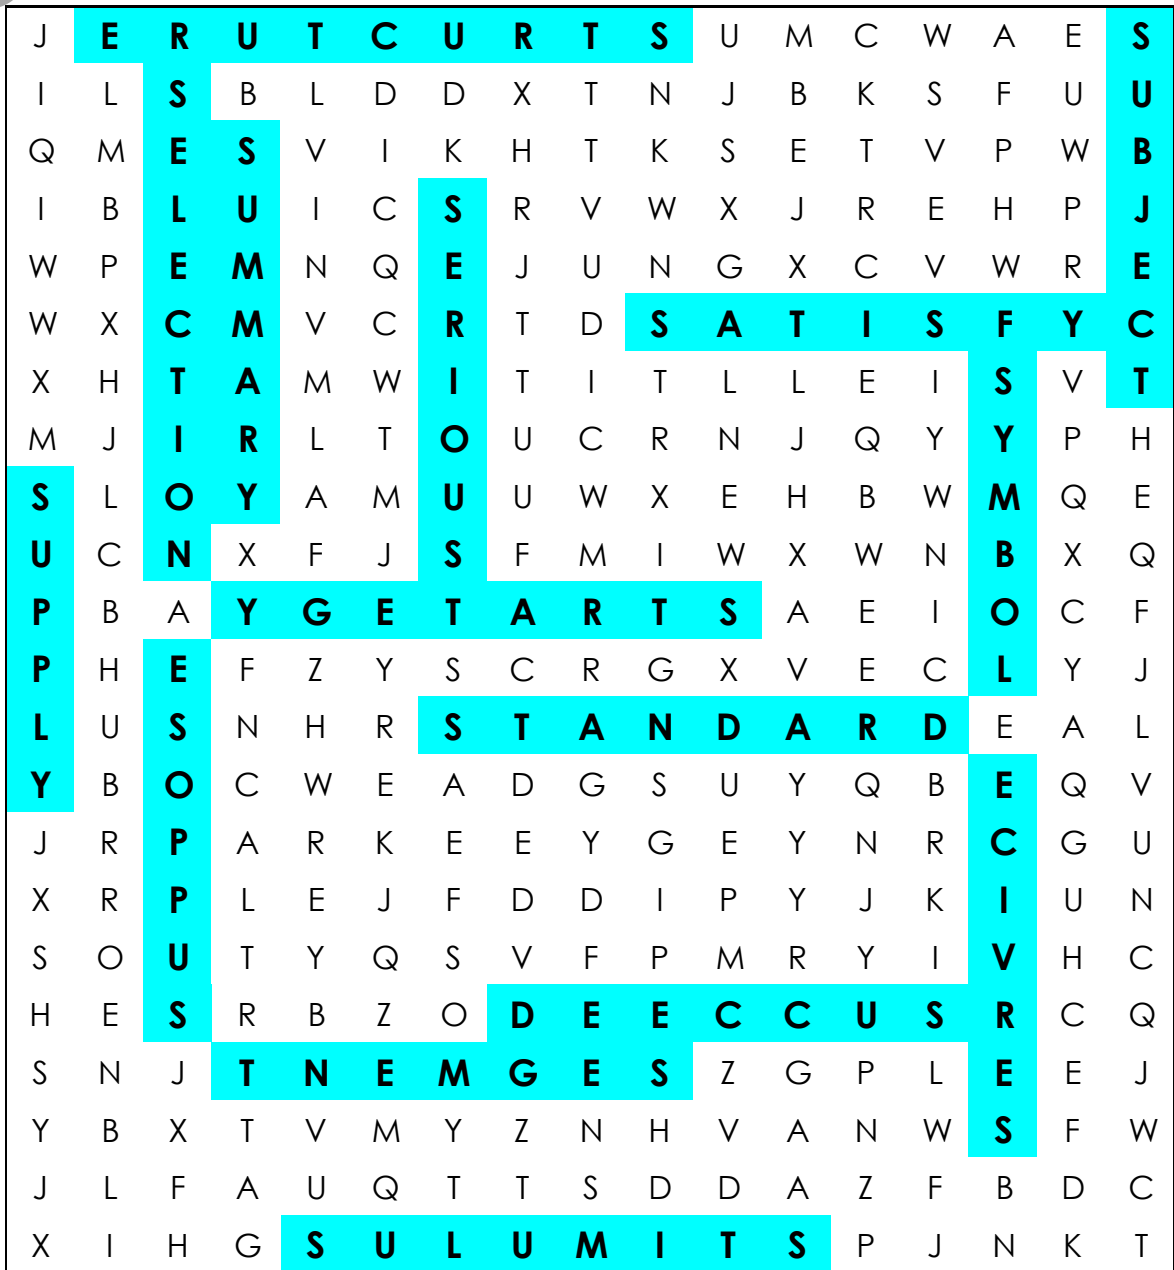 J E R U T C U R T S U M C W A E S
I L S B L D D X T N J B K S F U U
Q M E S V I K H T K S E T V P W B
I B L U I C S R V W X J R E H P J
W P E M N Q E J U N G X C V W R E
W X C M V C R T D S A T I S F Y C
X H T A M W I T I T L L E I S V T
M J I R L T O U C R N J Q Y Y P H
S L O Y A M U U W X E H B W M Q E
U C N X F J S F M I W X W N B X Q
P B A Y G E T A R T S A E I O C F
P H E F Z Y S C R G X V E C L Y J
L U S N H R S T A N D A R D E A L
Y B O C W E A D G S U Y Q B E Q V
J R P A R K E E Y G E Y N R C G U
X R P L E J F D D I P Y J K I U N
S O U T Y Q S V F P M R Y I V H C
H E S R B Z O D E E C C U S R C Q
S N J T N E M G E S Z G P L E E J
Y B X T V M Y Z N H V A N W S F W
J L F A U Q T T S D D A Z F B D C
X I H G S U L U M I T S P J N K T